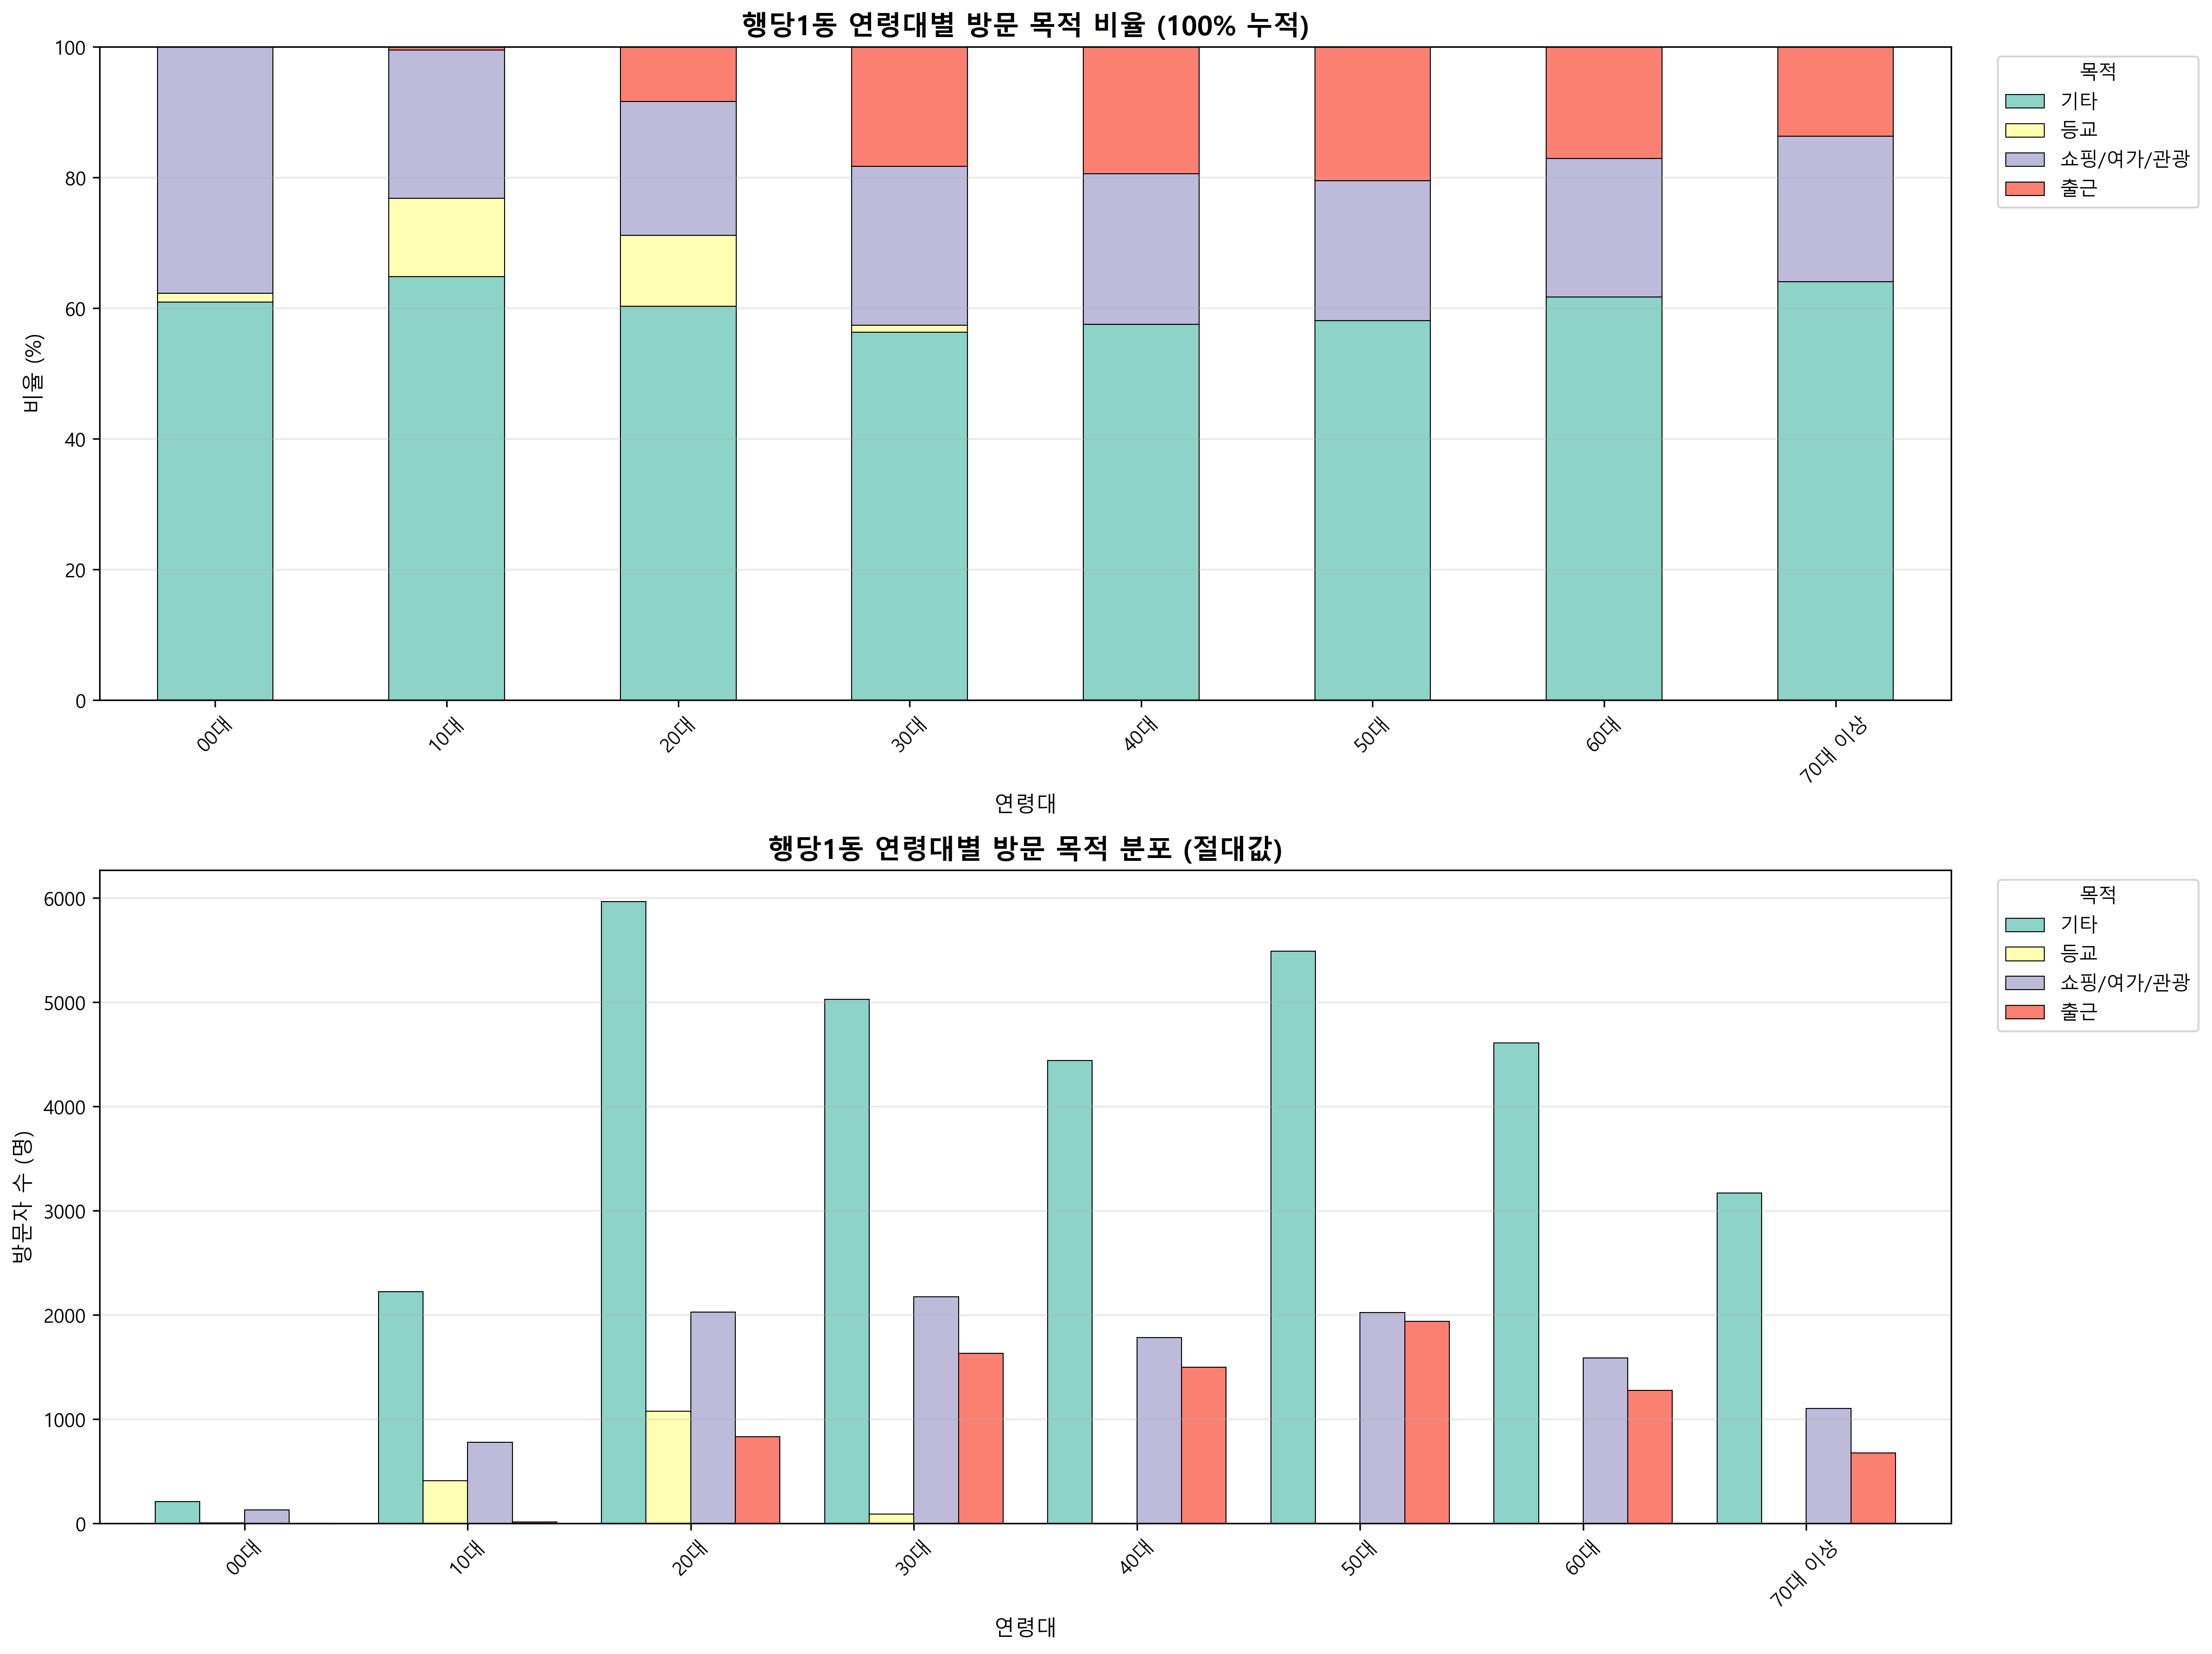 행당1동 연령대별 방문 목적 비율 (100% 누적)
비율 (%)
100
80
60
40
20
0
00대
10대
20대
30대
40대
50대
60대
70대 이상
연령대
목적
기타
등교
쇼핑/여가/관광
출근
행당1동 연령대별 방문 목적 분포 (절대값)
방문자 수 (명)
6000
5000
4000
3000
2000
1000
0
00대
10대
20대
30대
40대
50대
60대
70대 이상
연령대
목적
기타
등교
쇼핑/여가/관광
출근